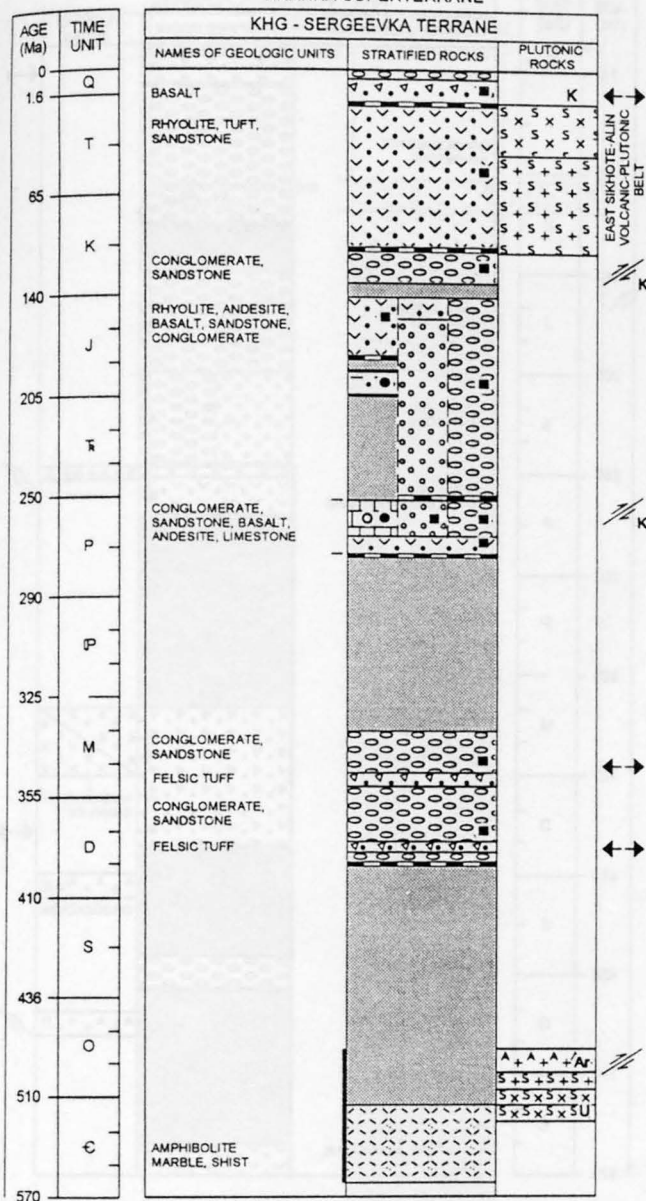 KHG - SERGEEVKA TERRANE
AGE (Ma)
TIME UNIT
NAMES OF GEOLOGIC UNITS
STRATIFIED ROCKS
PLUTONIC ROCKS
0
Q
1.6
BASALT
K
RHYOLITE, TUFT,
SANDSTONE
T
S S S S
x x x
S S S S
S S S S
+ + +
S S S S
+ + +
S S S S
+ + +
S S S S
EAST SIKHOTE-ALIN
VOLCANIC-PLUTONIC
BELT
65
K
CONGLOMERATE,
SANDSTONE
K
140
RHYOLITE, ANDESITE,
BASALT, SANDSTONE,
CONGLOMERATE
J
205
250
CONGLOMERATE,
SANDSTONE, BASALT,
ANDESITE, LIMESTONE
K
P
290
325
M
CONGLOMERATE,
SANDSTONE
FELSIC TUFF
355
CONGLOMERATE,
SANDSTONE
D
FELSIC TUFF
410
S
436
O
A + A + A + Ar
S + S + S + S +
510
S x S x S x S
S x S x S x S U
Є
AMPHIBOLITE
MARBLE, SHIST
570